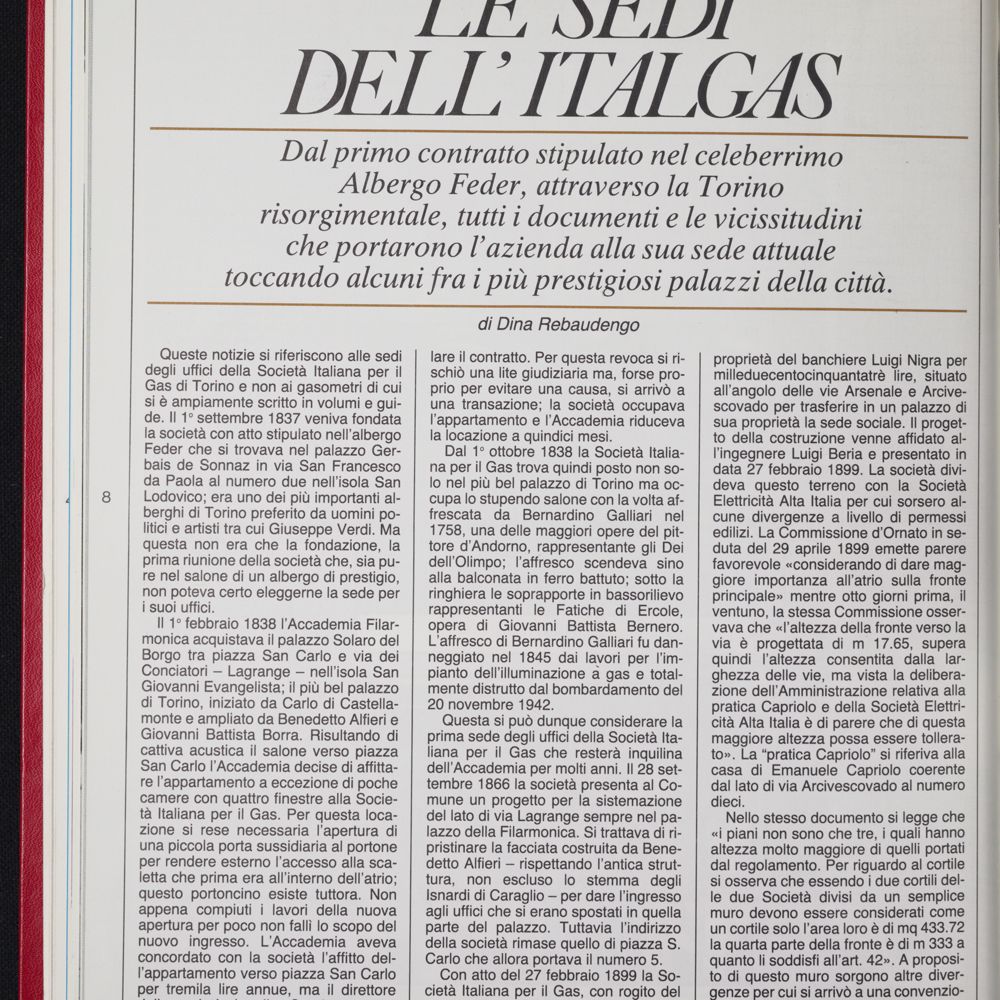 LE SEDI
DELL'ITALGAS
Dal primo contratto stipulato nel celeberrimo
Albergo Feder, attraverso la Torino
risorgimentale, tutti i documenti e le vicissitudini
che portarono l'azienda alla sua sede attuale
toccando alcuni fra i più prestigiosi palazzi della città.
di Dina Rebaudengo
Queste notizie si riferiscono alle sedi
degli uffici della Società Italiana per il
Gas di Torino e non ai gasometri di cui
si è ampiamente scritto in volumi e gui-
de. Il 1° settembre 1837 veniva fondata
la società con atto stipulato nell'albergo
Feder che si trovava nel palazzo Ger-
bais de Sonnaz in via San Francesco
da Paola al numero due nell'isola San
Lodovico; era uno dei più importanti al-
berghi di Torino preferito da uomini po-
litici e artisti tra cui Giuseppe Verdi. Ma
questa non era che la fondazione, la
prima riunione della società che, sia pu-
re nel salone di un albergo di prestigio,
non poteva certo eleggerne la sede per
i suoi uffici.
Il 1° febbraio 1838 l'Accademia Filar-
monica acquistava il palazzo Solaro del
Borgo tra piazza San Carlo e via dei
Conciatori – Lagrange – nell'isola San
Giovanni Evangelista; il più bel palazzo
di Torino, iniziato da Carlo di Castella-
monte e ampliato da Benedetto Alfieri e
Giovanni Battista Borra. Risultando di
cattiva acustica il salone verso piazza
San Carlo l'Accademia decise di affitta-
re l'appartamento a eccezione di poche
camere con quattro finestre alla Socie-
tà Italiana per il Gas. Per questa loca-
zione si rese necessaria l'apertura di
una piccola porta sussidiaria al portone
per rendere esterno l'accesso alla sca-
letta che prima era all'interno dell'atrio;
questo portoncino esiste tuttora. Non
appena compiuti i lavori della nuova
apertura per poco non fallì lo scopo del
nuovo ingresso. L'Accademia aveva
concordato con la società l'affitto del-
l'appartamento verso piazza San Carlo
per tremila lire annue, ma il direttore
lare il contratto. Per questa revoca si ri-
schiò una lite giudiziaria ma, forse pro-
prio per evitare una causa, si arrivò a
una transazione; la società occupava
l'appartamento e l'Accademia riduceva
la locazione a quindici mesi.
Dal 1° ottobre 1838 la Società Italia-
na per il Gas trova quindi posto non so-
lo nel più bel palazzo di Torino ma oc-
cupa lo stupendo salone con la volta af-
frescata da Bernardino Galliari nel
1758, una delle maggiori opere del pit-
tore d'Andorno, rappresentante gli Dei
dell'Olimpo; l'affresco scendeva sino
alla balconata in ferro battuto; sotto la
ringhiera le soprapporte in bassorilievo
rappresentanti le Fatiche di Ercole,
opera di Giovanni Battista Bernero.
L'affresco di Bernardino Galliari fu dan-
neggiato nel 1845 dai lavori per l'im-
pianto dell'illuminazione a gas e total-
mente distrutto dal bombardamento del
20 novembre 1942.
Questa si può dunque considerare la
prima sede degli uffici della Società Ita-
liana per il Gas che resterà inquilina
dell'Accademia per molti anni. Il 28 set-
tembre 1866 la società presenta al Co-
mune un progetto per la sistemazione
del lato di via Lagrange sempre nel pa-
lazzo della Filarmonica. Si trattava di ri-
pristinare la facciata costruita da Bene-
detto Alfieri – rispettando l'antica strut-
tura, non escluso lo stemma degli
Isnardi di Caraglio – per dare l'ingresso
agli uffici che si erano spostati in quella
parte del palazzo. Tuttavia l'indirizzo
della società rimase quello di piazza S.
Carlo che allora portava il numero 5.
Con atto del 27 febbraio 1899 la So-
cietà Italiana per il Gas, con rogito del
proprietà del banchiere Luigi Nigra per
milleduecentocinquantatrè lire, situato
all'angolo delle vie Arsenale e Arcive-
scovado per trasferire in un palazzo di
sua proprietà la sede sociale. Il proget-
to della costruzione venne affidato al-
l'ingegnere Luigi Beria e presentato in
data 27 febbraio 1899. La società divi-
deva questo terreno con la Società
Elettricità Alta Italia per cui sorsero al-
cune divergenze a livello di permessi
edilizi. La Commissione d'Ornato in se-
duta del 29 aprile 1899 emette parere
favorevole «considerando di dare mag-
giore importanza all'atrio sulla fronte
principale» mentre otto giorni prima, il
ventuno, la stessa Commissione osser-
vava che «l'altezza della fronte verso la
via è progettata di m 17.65, supera
quindi l'altezza consentita dalla lar-
ghezza delle vie, ma vista la delibera-
zione dell'Amministrazione relativa alla
pratica Capriolo e della Società Elettri-
cità Alta Italia è di parere che di questa
maggiore altezza possa essere tollera-
to». La "pratica Capriolo" si riferiva alla
casa di Emanuele Capriolo coerente
dal lato di via Arcivescovado al numero
dieci.
Nello stesso documento si legge che
«i piani non sono che tre, i quali hanno
altezza molto maggiore di quelli portati
dal regolamento. Per riguardo al cortile
si osserva che essendo i due cortili del-
le due Società divisi da un semplice
muro devono essere considerati come
un cortile solo l'area loro è di mq 433.72
la quarta parte della fronte è di m 333 a
quanto li soddisfi all'art. 42». A proposi-
to di questo muro sorgono altre diver-
genze per cui si arrivò a una convenzio-
8